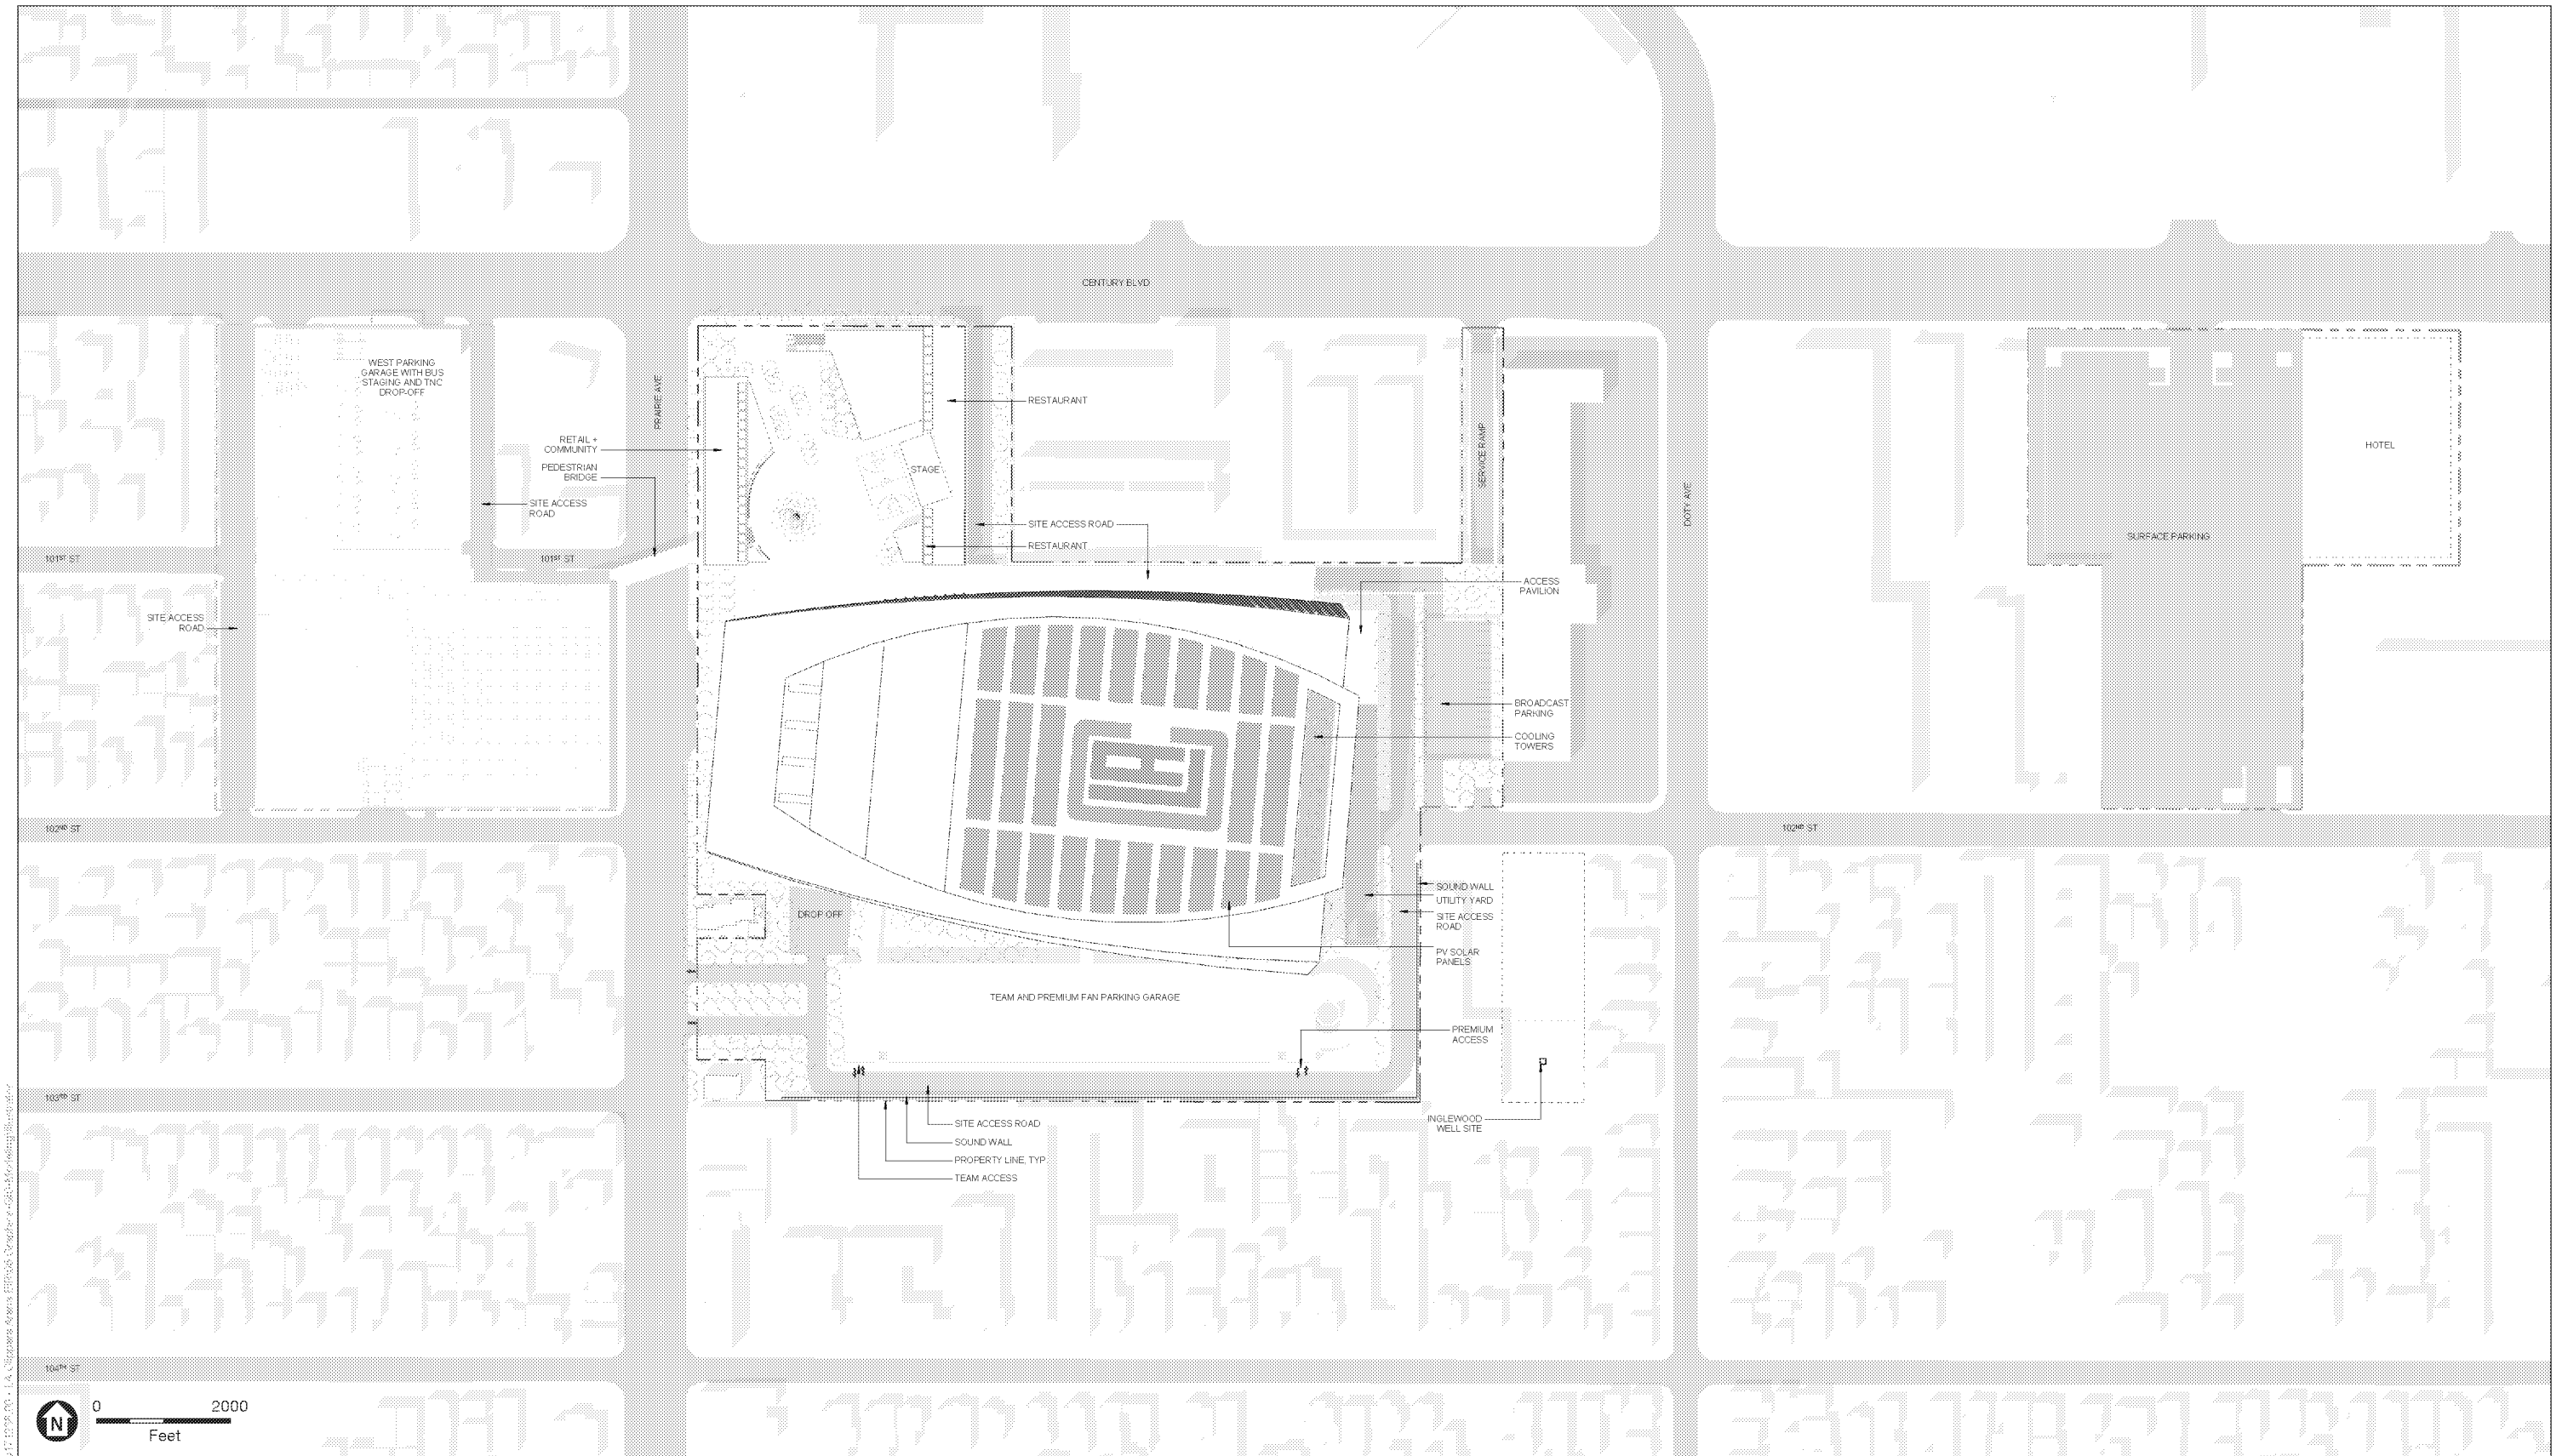 CENTURY BLVD
WEST PARKING
GARAGE WITH BUS
STAGING AND TNC
DROP-OFF
PRAIRIE AVE
RESTAURANT
RETAIL +
COMMUNITY
PEDESTRIAN
BRIDGE
STAGE
SERVICE RAMP
HOTEL
SITE ACCESS
ROAD
DOTY AVE
SITE ACCESS ROAD
SURFACE PARKING
RESTAURANT
101ST ST
101ST ST
ACCESS
PAVILION
SITE ACCESS
ROAD
BROADCAST
PARKING
COOLING
TOWERS
102ND ST
102ND ST
SOUND WALL
UTILITY YARD
DROP OFF
SITE ACCESS
ROAD
PV SOLAR
PANELS
TEAM AND PREMIUM FAN PARKING GARAGE
PREMIUM
ACCESS
103RD ST
INGLEWOOD
WELL SITE
SITE ACCESS ROAD
SOUND WALL
PROPERTY LINE, TYP.
TEAM ACCESS
104TH ST
N
0 2000
Feet